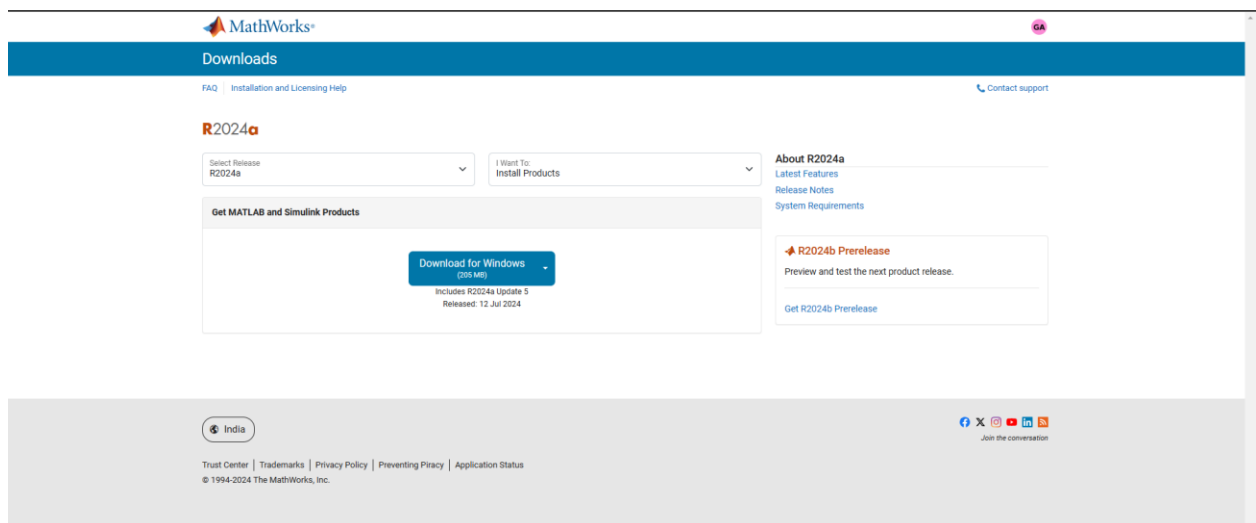 MathWorks®
GA
Downloads
FAQ
Installation and Licensing Help
Contact support
R2024a
Select Release
R2024a
I Want To:
Install Products
Get MATLAB and Simulink Products
Download for Windows
(205 MB)
Includes R2024a Update 5
Released: 12 Jul 2024
About R2024a
Latest Features
Release Notes
System Requirements
R2024b Prerelease
Preview and test the next product release.
Get R2024b Prerelease
India
Join the conversation
Trust Center | Trademarks | Privacy Policy | Preventing Piracy | Application Status
© 1994-2024 The MathWorks, Inc.